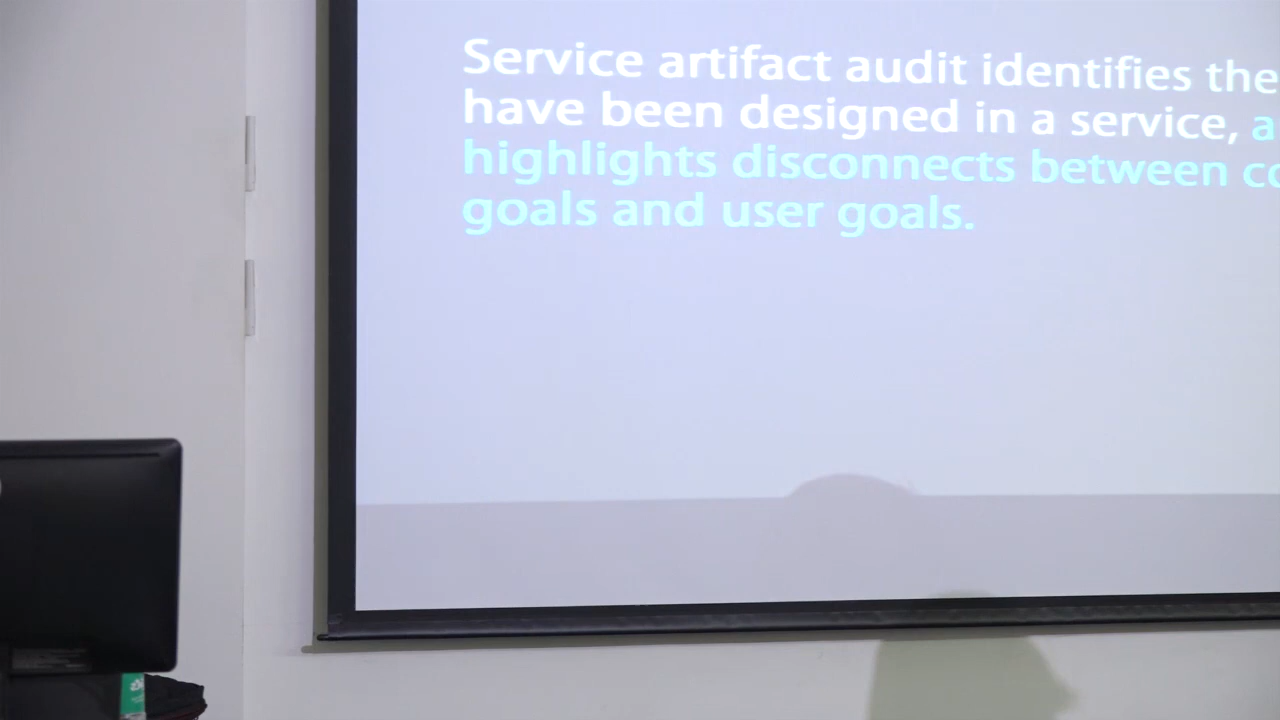 Service artifact audit identifies the
have been designed in a service,
highlights disconnects between
goals and user goals.